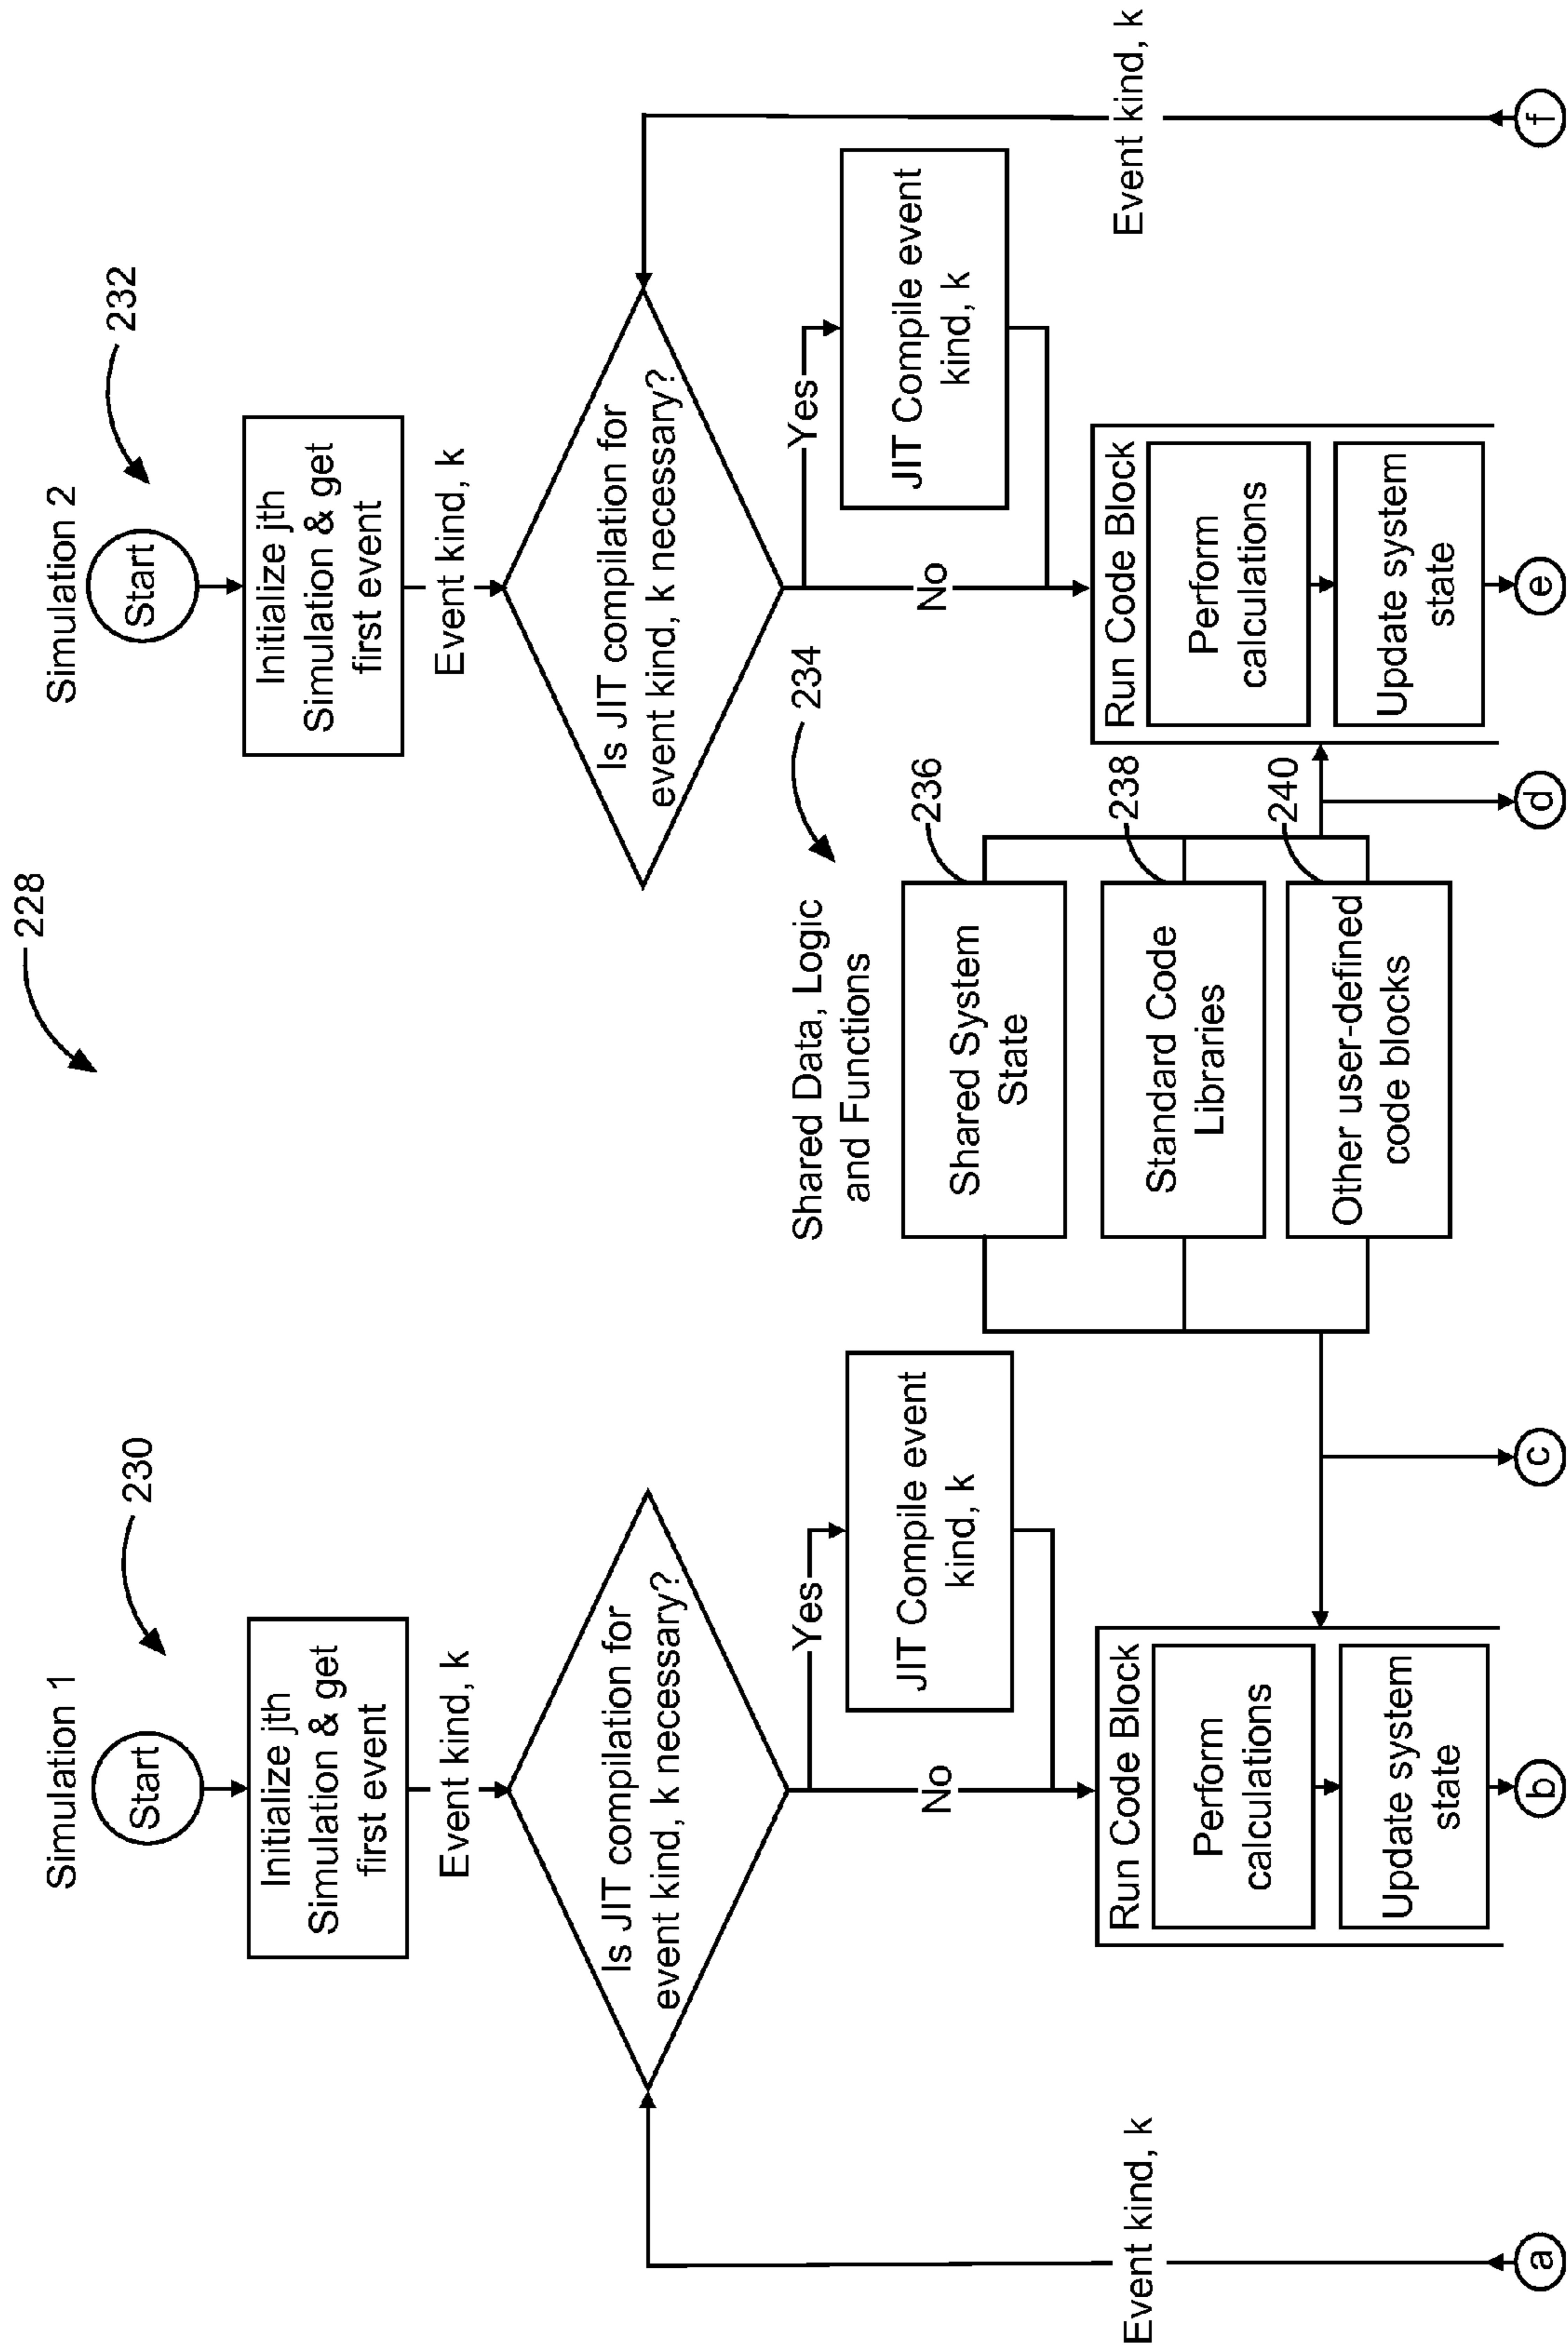 228
Simulation 1
230
Start
Initialize jth
Simulation & get
first event
Event kind, k
Is JIT compilation for
event kind, k necessary?
Yes
No
JIT Compile event
kind, k
Run Code Block
Perform
calculations
Update system
state
Event kind, k
a
b
c
Shared Data, Logic
and Functions
234
Shared System
State
236
Standard Code
Libraries
238
Other user-defined
code blocks
240
Simulation 2
232
Start
Initialize jth
Simulation & get
first event
Event kind, k
Is JIT compilation for
event kind, k necessary?
Yes
No
JIT Compile event
kind, k
Run Code Block
Perform
calculations
Update system
state
Event kind, k
d
e
f